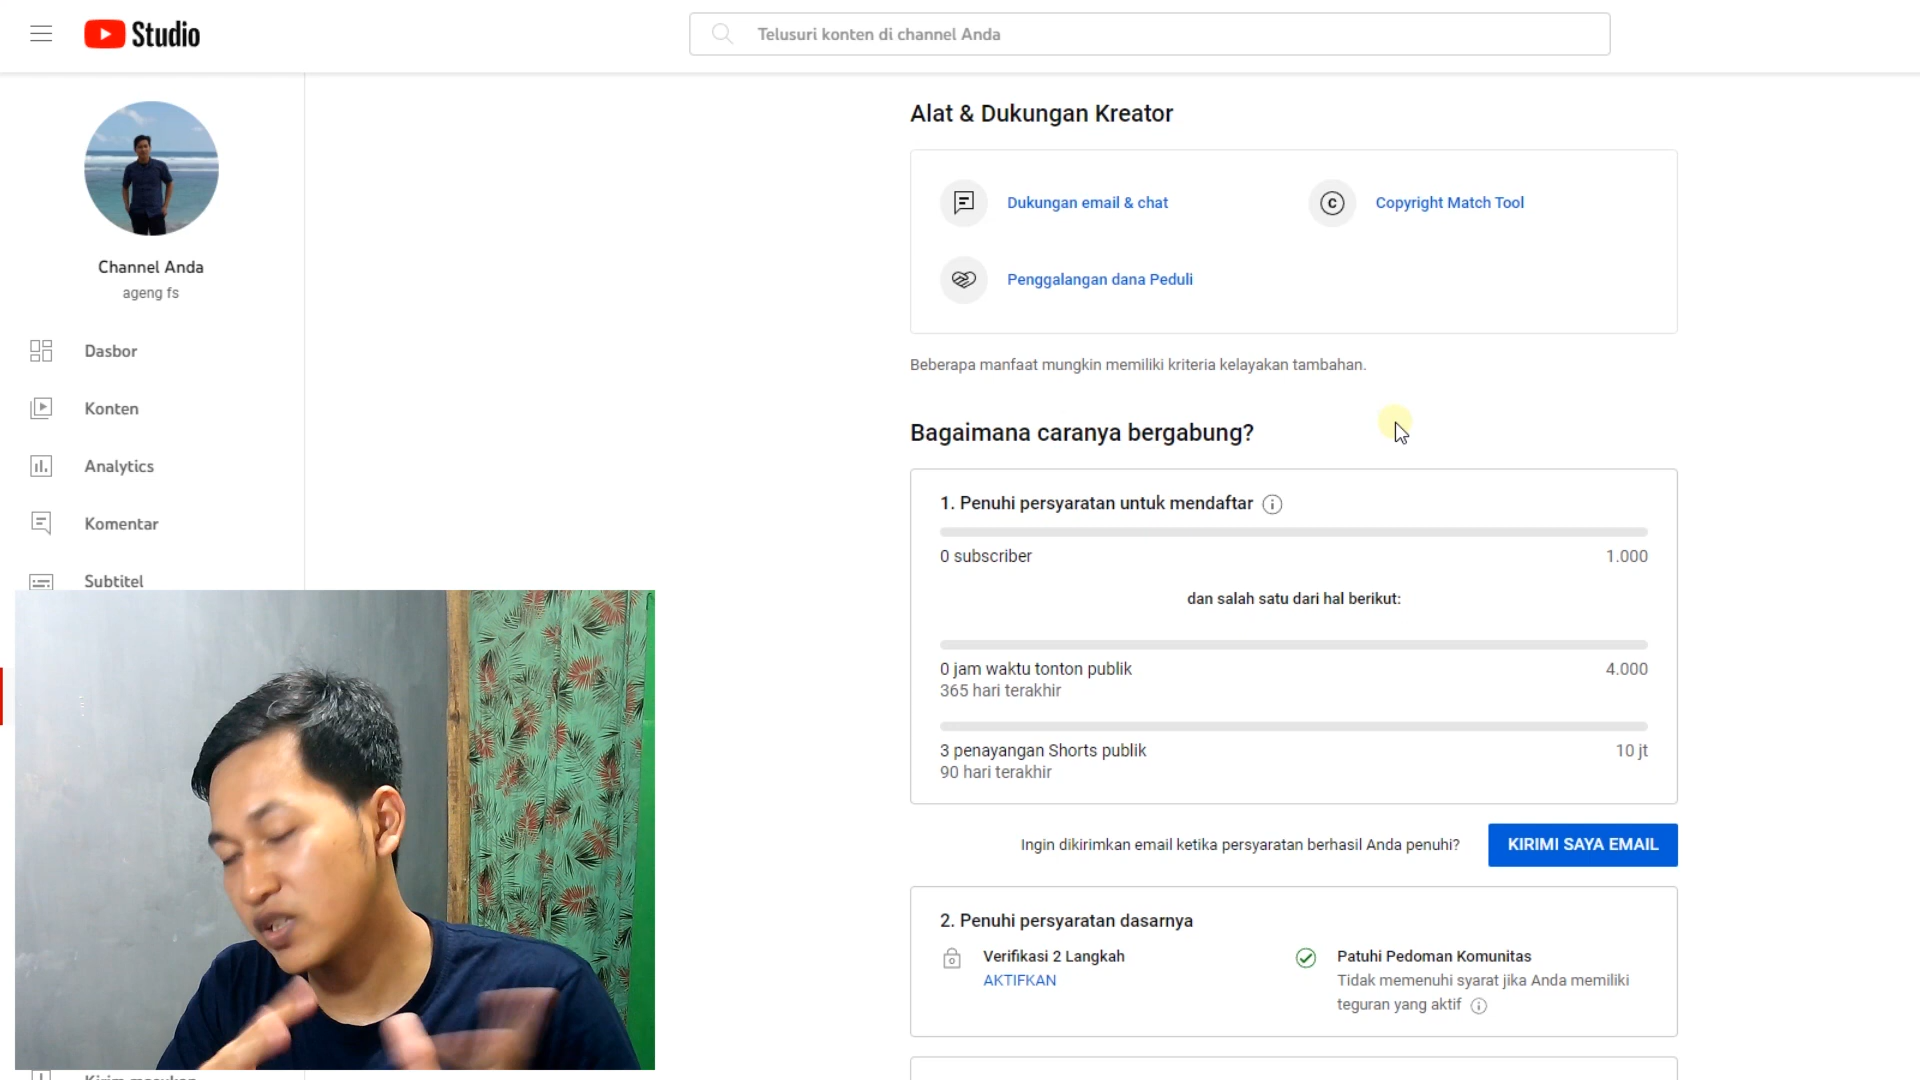 Studio
Telusuri konten di channel Anda
Channel Anda
ageng fs
Dasbor
Konten
Analytics
Komentar
Subtitel
Alat & Dukungan Kreator
Dukungan email & chat
Copyright Match Tool
Penggalangan dana Peduli
Beberapa manfaat mungkin memiliki kriteria kelayakan tambahan.
Bagaimana caranya bergabung?
1. Penuhi persyaratan untuk mendaftar
0 subscriber 1.000
dan salah satu dari hal berikut:
0 jam waktu tonton publik 4.000
365 hari terakhir
3 penayangan Shorts publik 10 jt
90 hari terakhir
Ingin dikirimkan email ketika persyaratan berhasil Anda penuhi? KIRIMI SAYA EMAIL
2. Penuhi persyaratan dasarnya
Verifikasi 2 Langkah
AKTIFKAN
Patuhi Pedoman Komunitas
Tidak memenuhi syarat jika Anda memiliki
teguran yang aktif